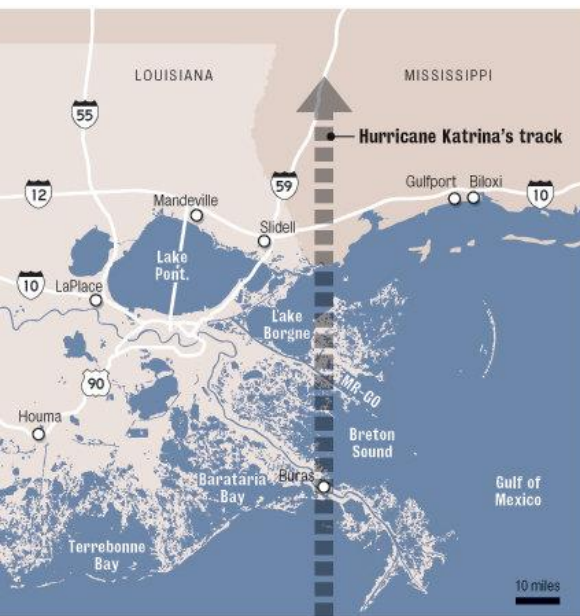 LOUISIANA
MISSISSIPPI
55
Hurricane Katrina's track
12
59
Gulfport
Biloxi
10
Mandeville
Slidell
Lake
Pont.
10
LaPlace
Lake
Borgne
90
MR-GO
Houma
Breton
Sound
Buras
Barataria
Bay
Gulf of
Mexico
Terrebonne
Bay
10 miles